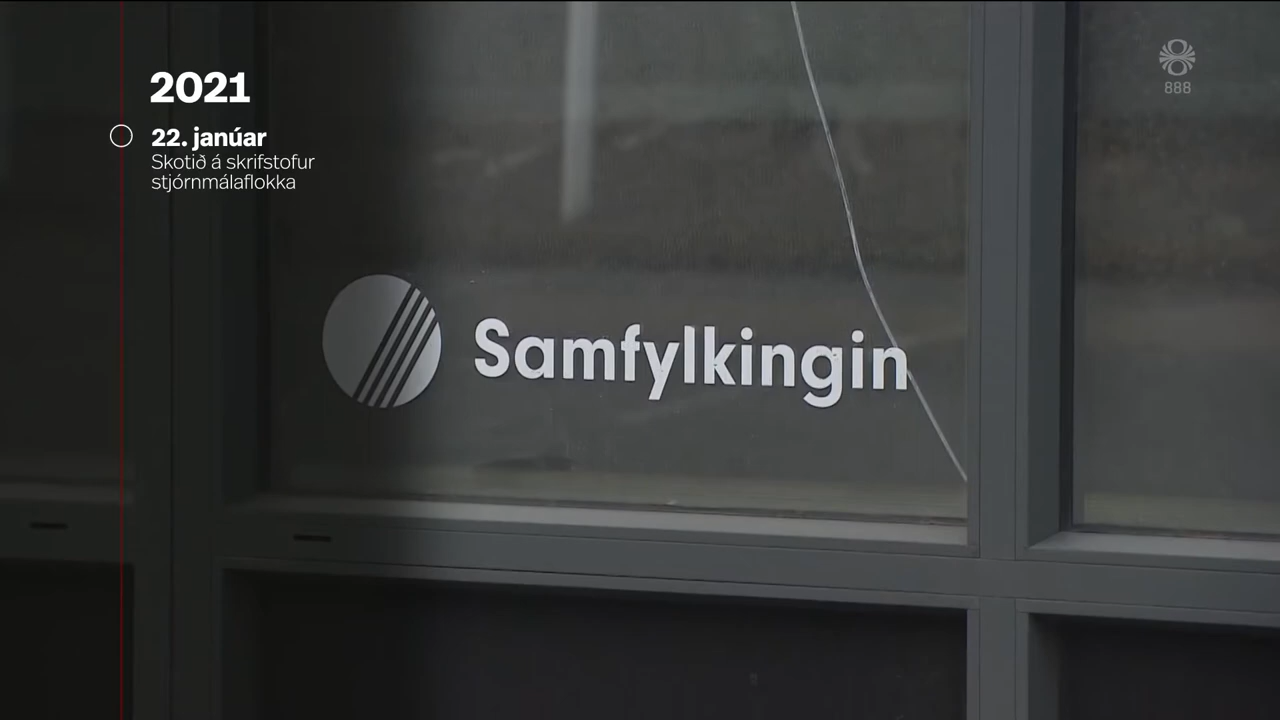 2021
22. janúar
Skotið á skrifstofur
stjórnmálaflokka
888
Samfylkingin